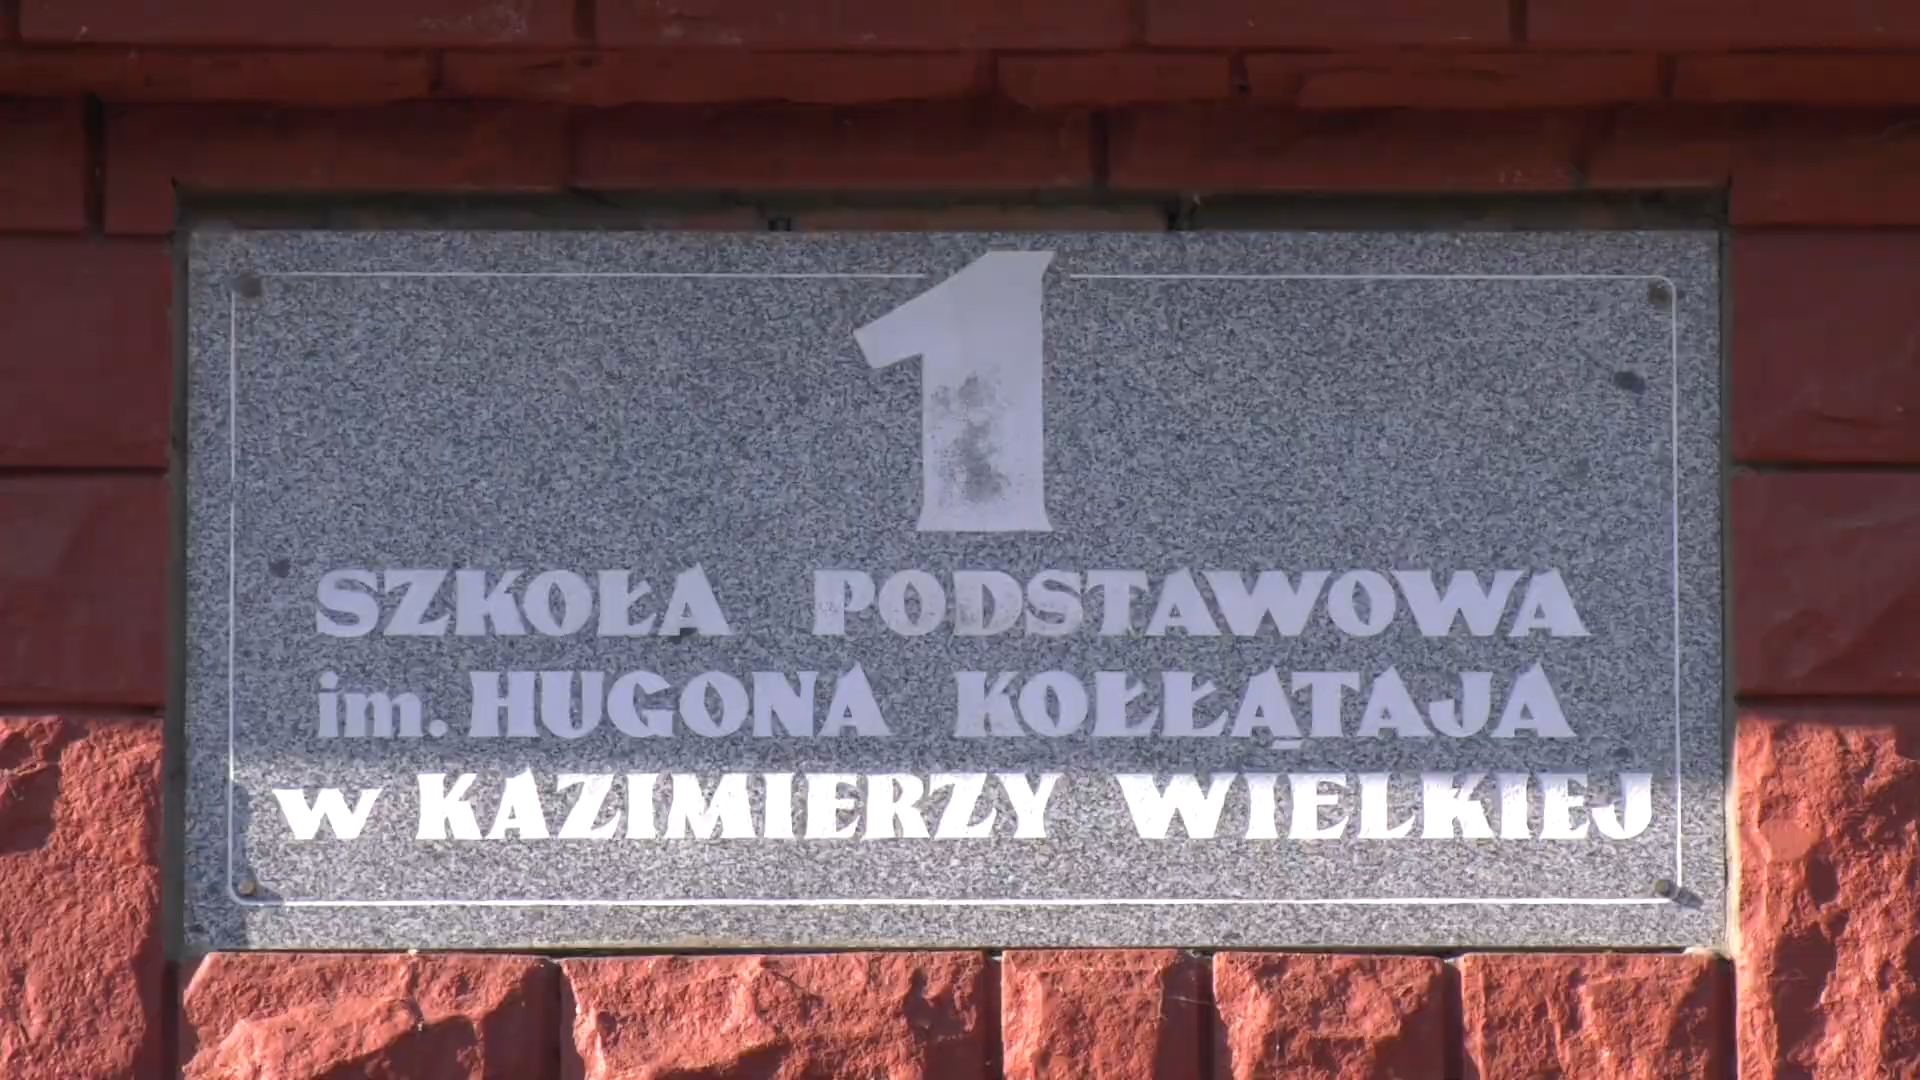 1
SZKOŁA PODSTAWOWA
im. HUGONA KOŁŁĄTAJA
w KAZIMIERZY WIELKIEJ